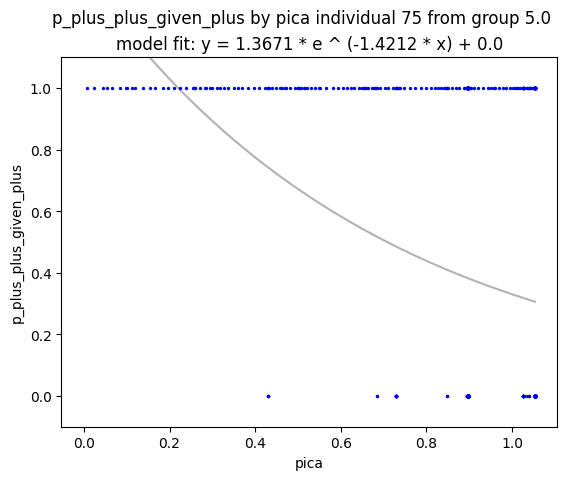 p_plus_plus_given_plus by pica individual 75 from group 5.0
model fit: y = 1.3671 * e ^ (-1.4212 * x) + 0.0
1.0
0.8
0.6
0.4
0.2
0.0
p_plus_plus_given_plus
0.0 0.2 0.4 0.6 0.8 1.0
pica